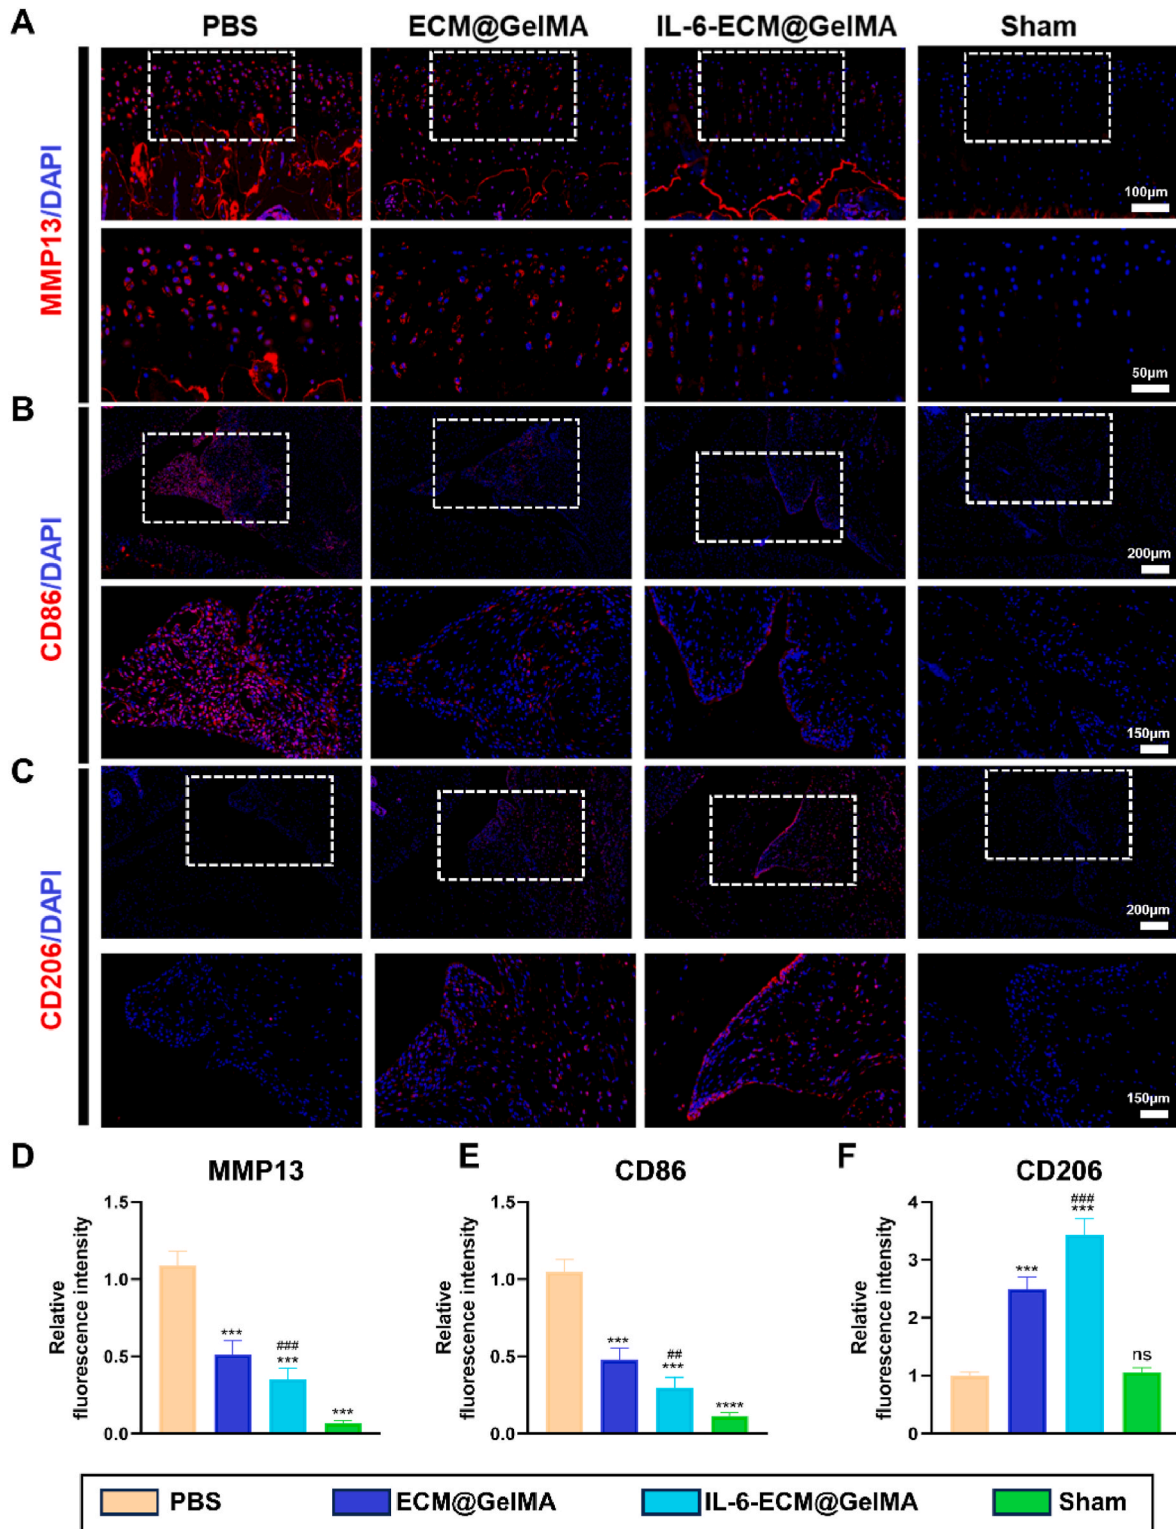 A
PBS
ECM@GelMA
IL-6-ECM@GelMA
Sham
MMP13/DAPI
100μm
50μm
B
CD86/DAPI
200μm
150μm
C
CD206/DAPI
200μm
150μm
D
MMP13
Relative
fluorescence intensity
1.5
1.0
0.5
0.0
***
###
***
***
E
CD86
Relative
fluorescence intensity
1.5
1.0
0.5
0.0
***
##
***
****
F
CD206
Relative
fluorescence intensity
4
3
2
1
0
***
###
***
ns
PBS
ECM@GelMA
IL-6-ECM@GelMA
Sham